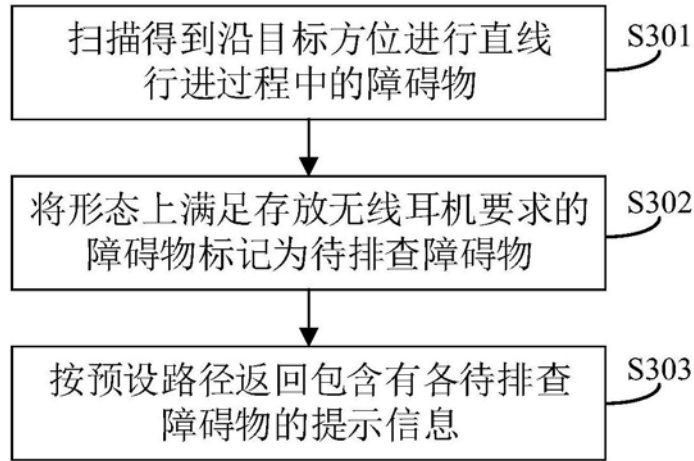 扫描得到沿目标方位进行直线
行进过程中的障碍物
S301
将形态上满足存放无线耳机要求的
障碍物标记为待排查障碍物
S302
按预设路径返回包含有各待排查
障碍物的提示信息
S303